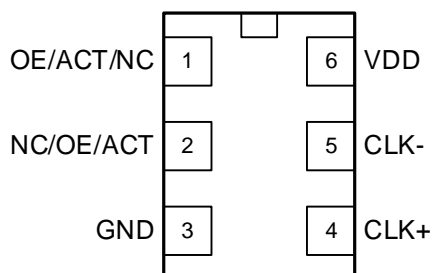 OE/ACT/NC 1 6 VDD
NC/OE/ACT 2 5 CLK-
GND 3 4 CLK+